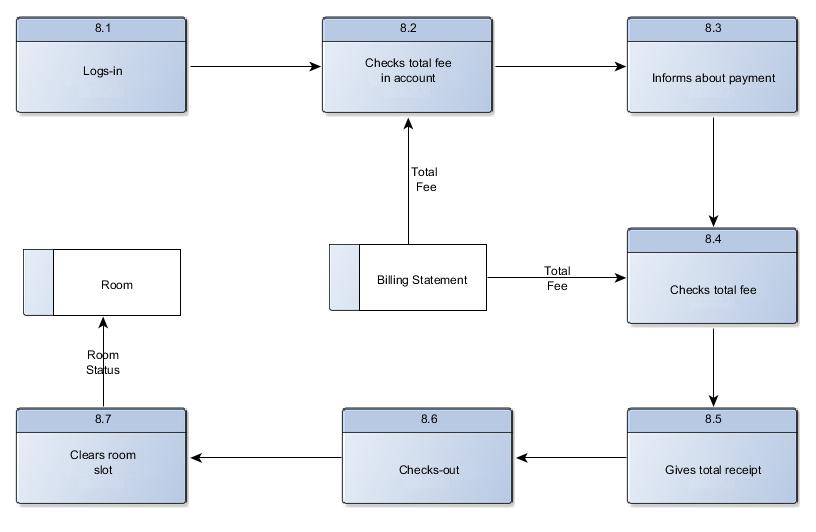 8.1
Logs-in
8.2
Checks total fee
in account
8.3
Informs about payment
Total
Fee
8.4
Checks total fee
Billing Statement
Total
Fee
Room
Room
Status
8.7
Clears room
slot
8.6
Checks-out
8.5
Gives total receipt